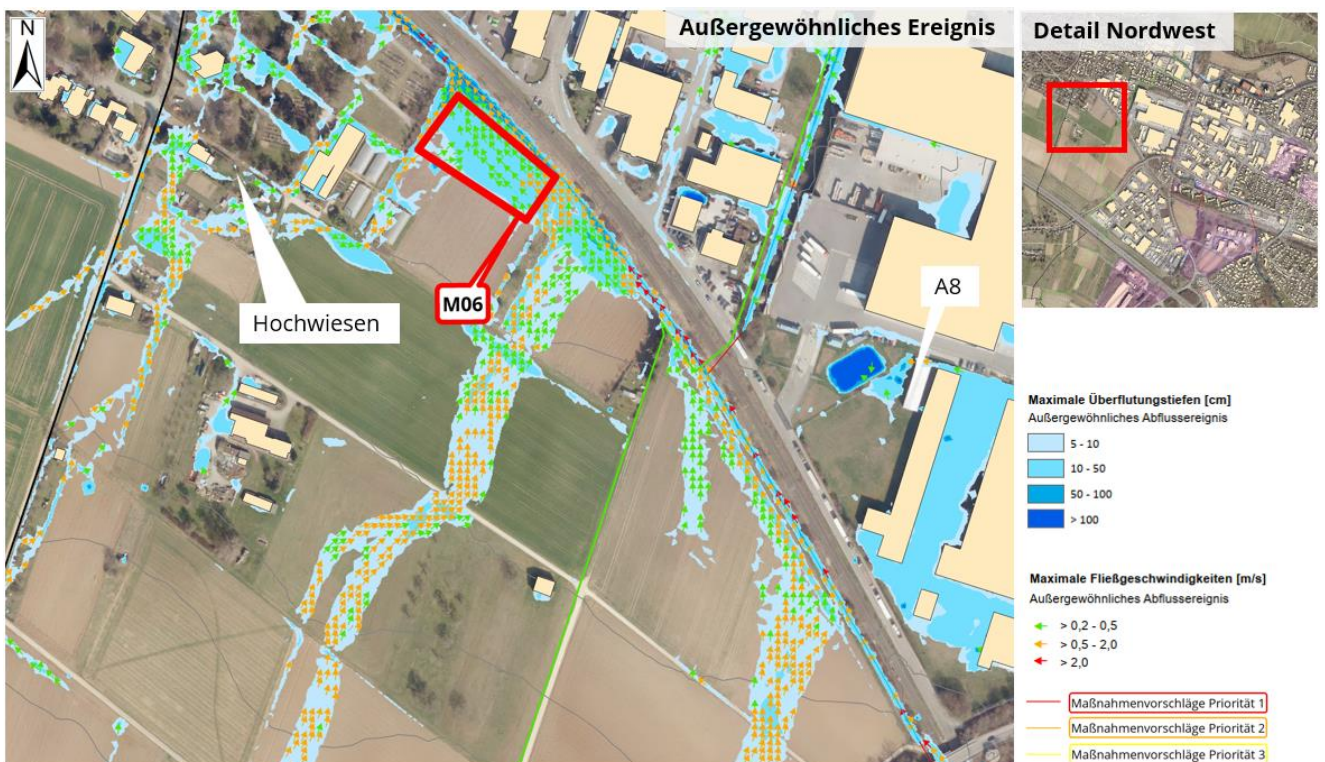 N
Außergewöhnliches Ereignis
Hochwiesen
M06
A8
Detail Nordwest
Maximale Überflutungstiefen [cm]
Außergewöhnliches Abflussereignis
5 - 10
10 - 50
50 - 100
> 100
Maximale Fließgeschwindigkeiten [m/s]
Außergewöhnliches Abflussereignis
> 0,2 - 0,5
> 0,5 - 2,0
> 2,0
Maßnahmenvorschläge Priorität 1
Maßnahmenvorschläge Priorität 2
Maßnahmenvorschläge Priorität 3